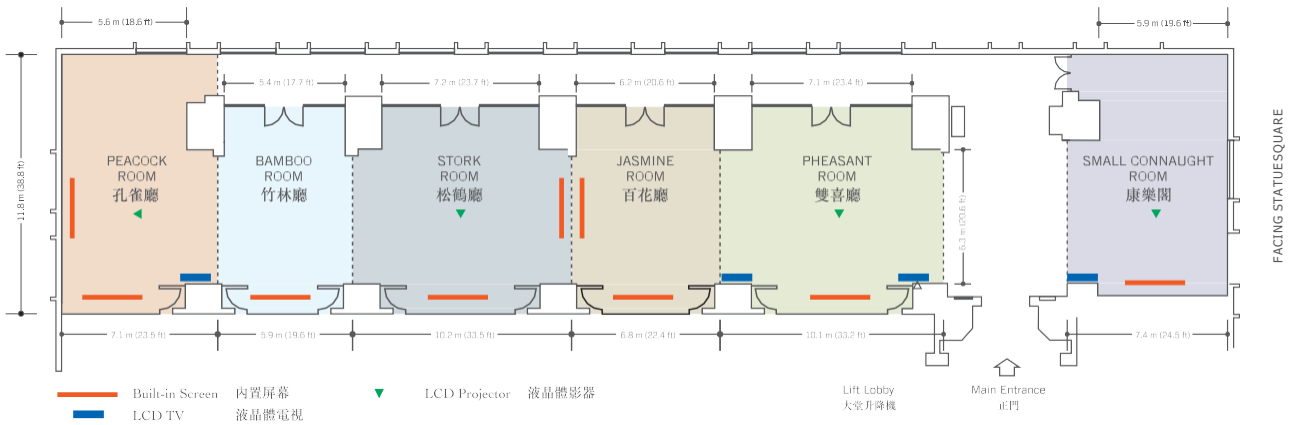 5.6 m (18.6 ft)
5.9 m (19.6 ft)
5.4 m (17.7 ft)
7.2 m (23.7 ft)
6.2 m (20.6 ft)
7.1 m (23.4 ft)
11.8 m (38.8 ft)
PEACOCK
ROOM
孔雀廳
BAMBOO
ROOM
竹林廳
STORK
ROOM
松鶴廳
JASMINE
ROOM
百花廳
PHEASANT
ROOM
雙喜廳
6.3 m (20.6 ft)
SMALL CONNAUGHT
ROOM
康樂閣
FACING STATUESQUARE
7.1 m (23.5 ft)
5.9 m (19.6 ft)
10.2 m (33.5 ft)
6.8 m (22.4 ft)
10.1 m (33.2 ft)
7.4 m (24.5 ft)
Built-in Screen 內置屏幕
LCD Projector 液晶體影器
LCD TV 液晶體電視
Lift Lobby
大堂升降機
Main Entrance
正門